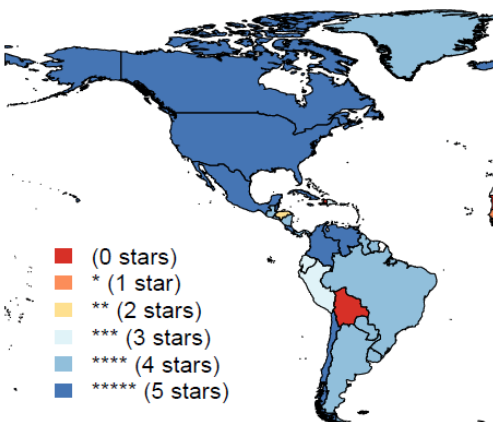 (0 stars)
* (1 star)
** (2 stars)
*** (3 stars)
**** (4 stars)
***** (5 stars)